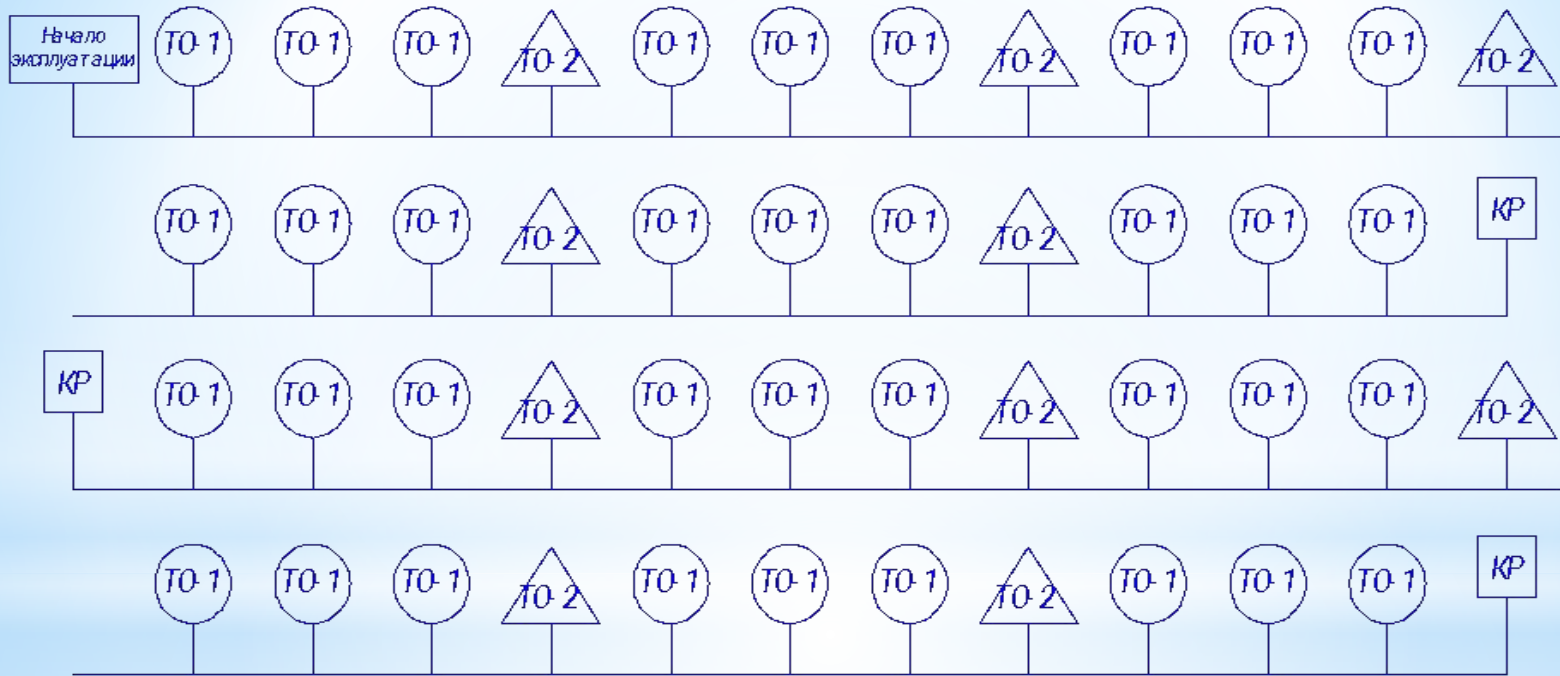 Начало
эксплуатации
ТО-1 ТО-1 ТО-1 ТО-2 ТО-1 ТО-1 ТО-1 ТО-2 ТО-1 ТО-1 ТО-1 ТО-2
ТО-1 ТО-1 ТО-1 ТО-2 ТО-1 ТО-1 ТО-1 ТО-2 ТО-1 ТО-1 ТО-1 КР
КР ТО-1 ТО-1 ТО-1 ТО-2 ТО-1 ТО-1 ТО-1 ТО-2 ТО-1 ТО-1 ТО-1 ТО-2
ТО-1 ТО-1 ТО-1 ТО-2 ТО-1 ТО-1 ТО-1 ТО-2 ТО-1 ТО-1 ТО-1 КР